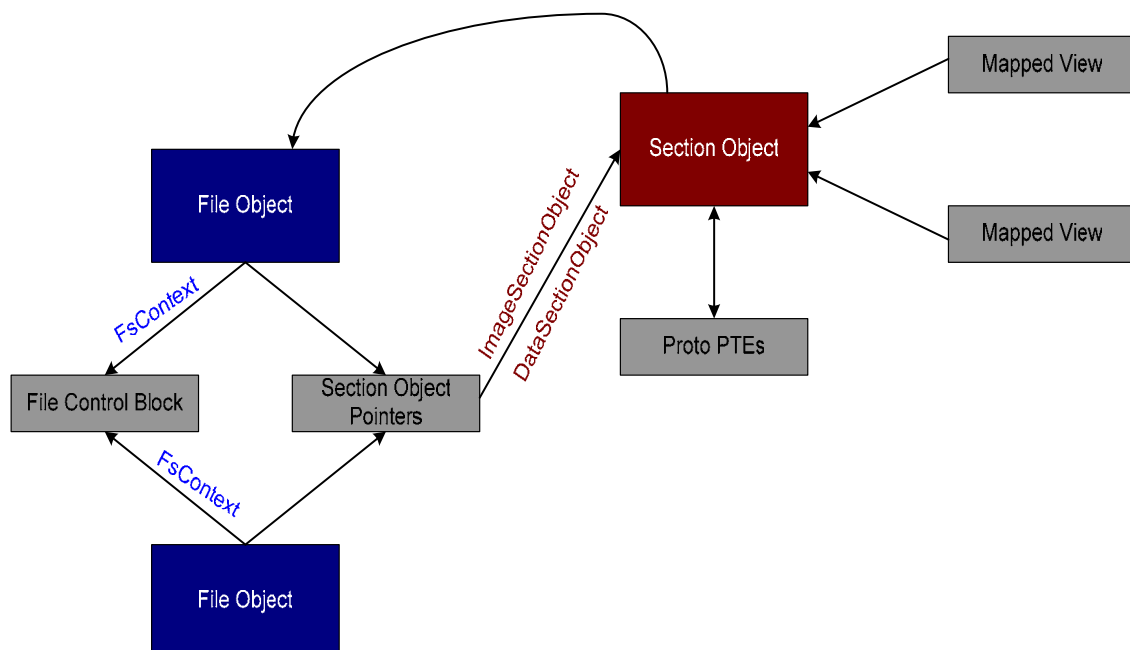 Mapped View
Section Object
File Object
Mapped View
ImageSectionObject
DataSectionObject
FsContext
Proto PTEs
File Control Block
Section Object
Pointers
FsContext
File Object